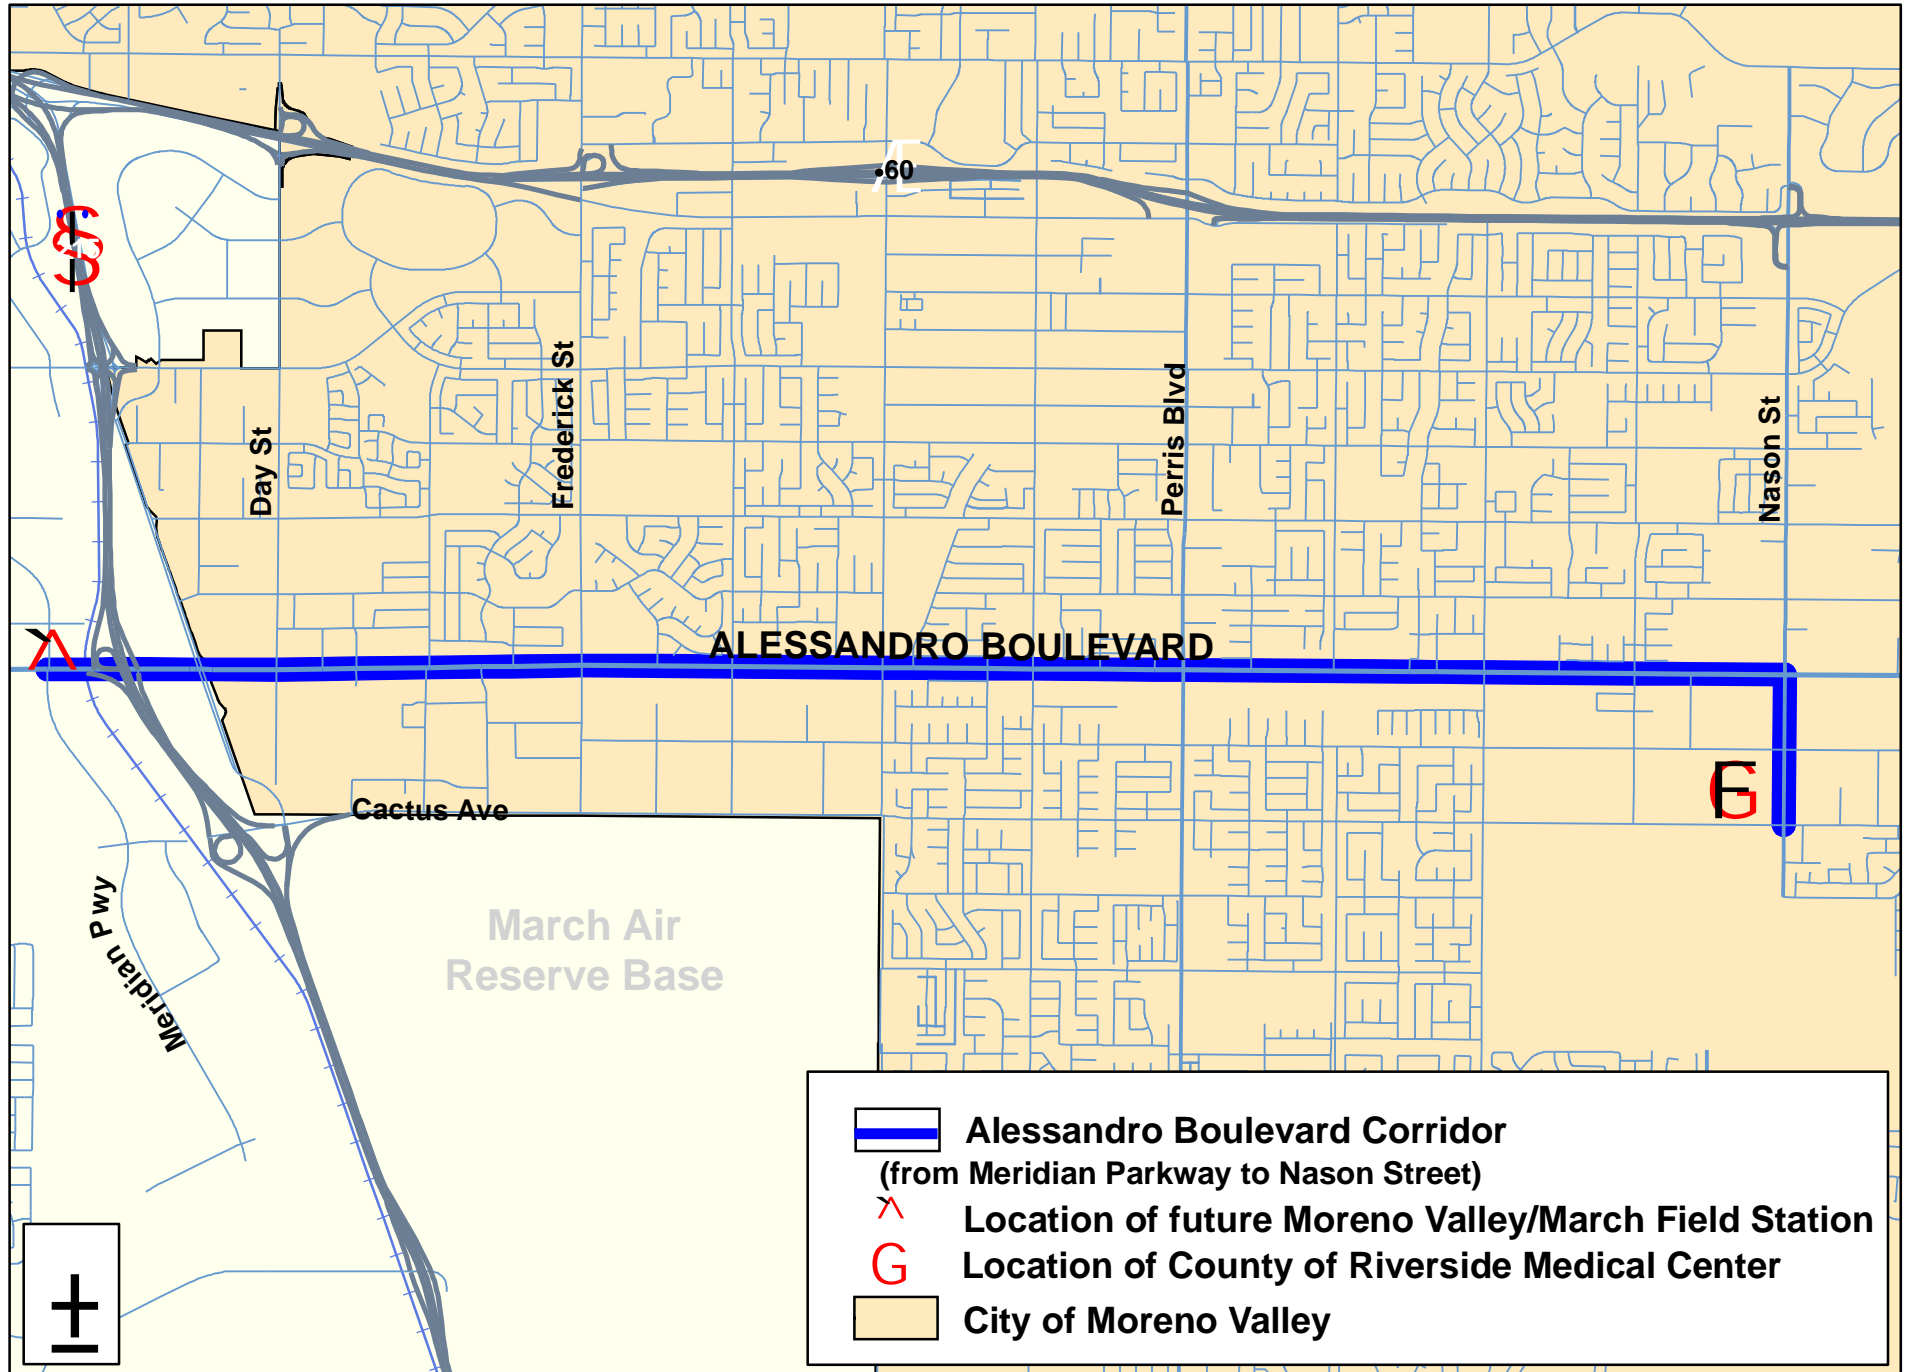 60
Day St
Frederick St
Perris Blvd
Nason St
ALESSANDRO BOULEVARD
Cactus Ave
Meridian Pwy
March Air
Reserve Base
F
G
Alessandro Boulevard Corridor
(from Meridian Parkway to Nason Street)
Location of future Moreno Valley/March Field Station
G
Location of County of Riverside Medical Center
City of Moreno Valley
±